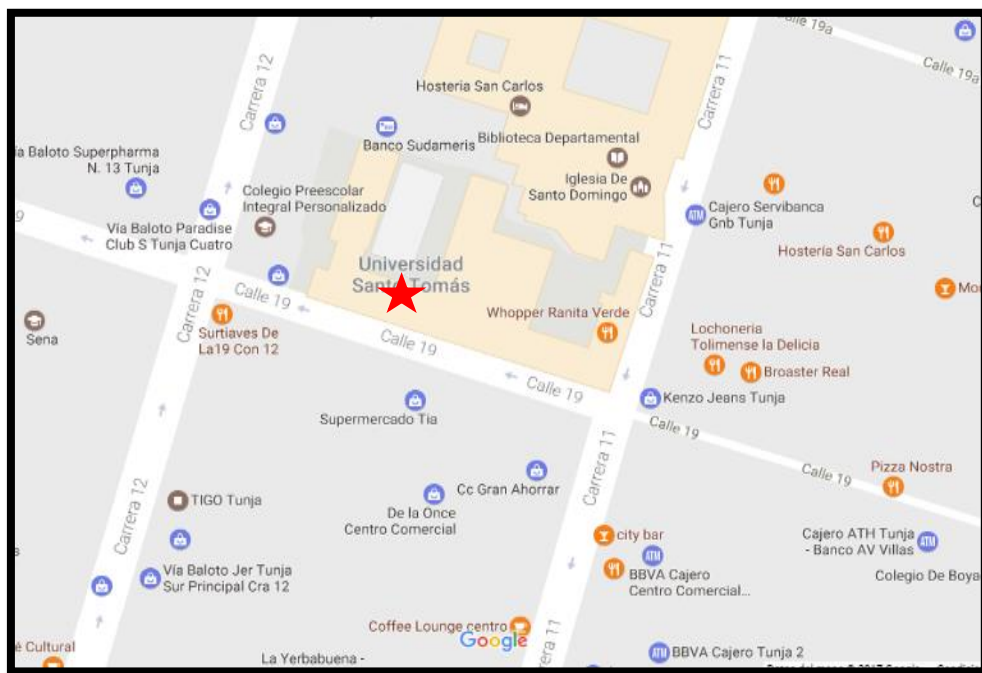 Calle 19a
Calle 19a
Carrera 12
Carrera 11
Hosteria San Carlos
Banco Sudameris
Biblioteca Departamental
ía Baloto Superpharma
N. 13 Tunja
Iglesia De
Santo Domingo
Colegio Preescolar
Integral Personalizado
ATM
Cajero Servibanca
Gnb Tunja
Vía Baloto Paradise
Club S Tunja Cuatro
Hostería San Carlos
Carrera 11
Universidad
Santo Tomás
Carrera 12
Calle 19
Whopper Ranita Verde
Sena
Surtiaves De
La19 Con 12
Lochoneria
Tolimense la Delicia
Calle 19
Broaster Real
Calle 19
Kenzo Jeans Tunja
Supermercado Tia
Calle 19
Carrera 11
Calle 19
Pizza Nostra
Cc Gran Ahorrar
TIGO Tunja
De la Once
Centro Comercial
Carrera 12
city bar
Cajero ATH Tunja
- Banco AV Villas
ATM
ATM
BBVA Cajero
Centro Comercial...
Vía Baloto Jer Tunja
Sur Principal Cra 12
Colegio De Boya
Coffee Lounge centro
Google
é Cultural
La Yerbabuena -
ATM
BBVA Cajero Tunja 2